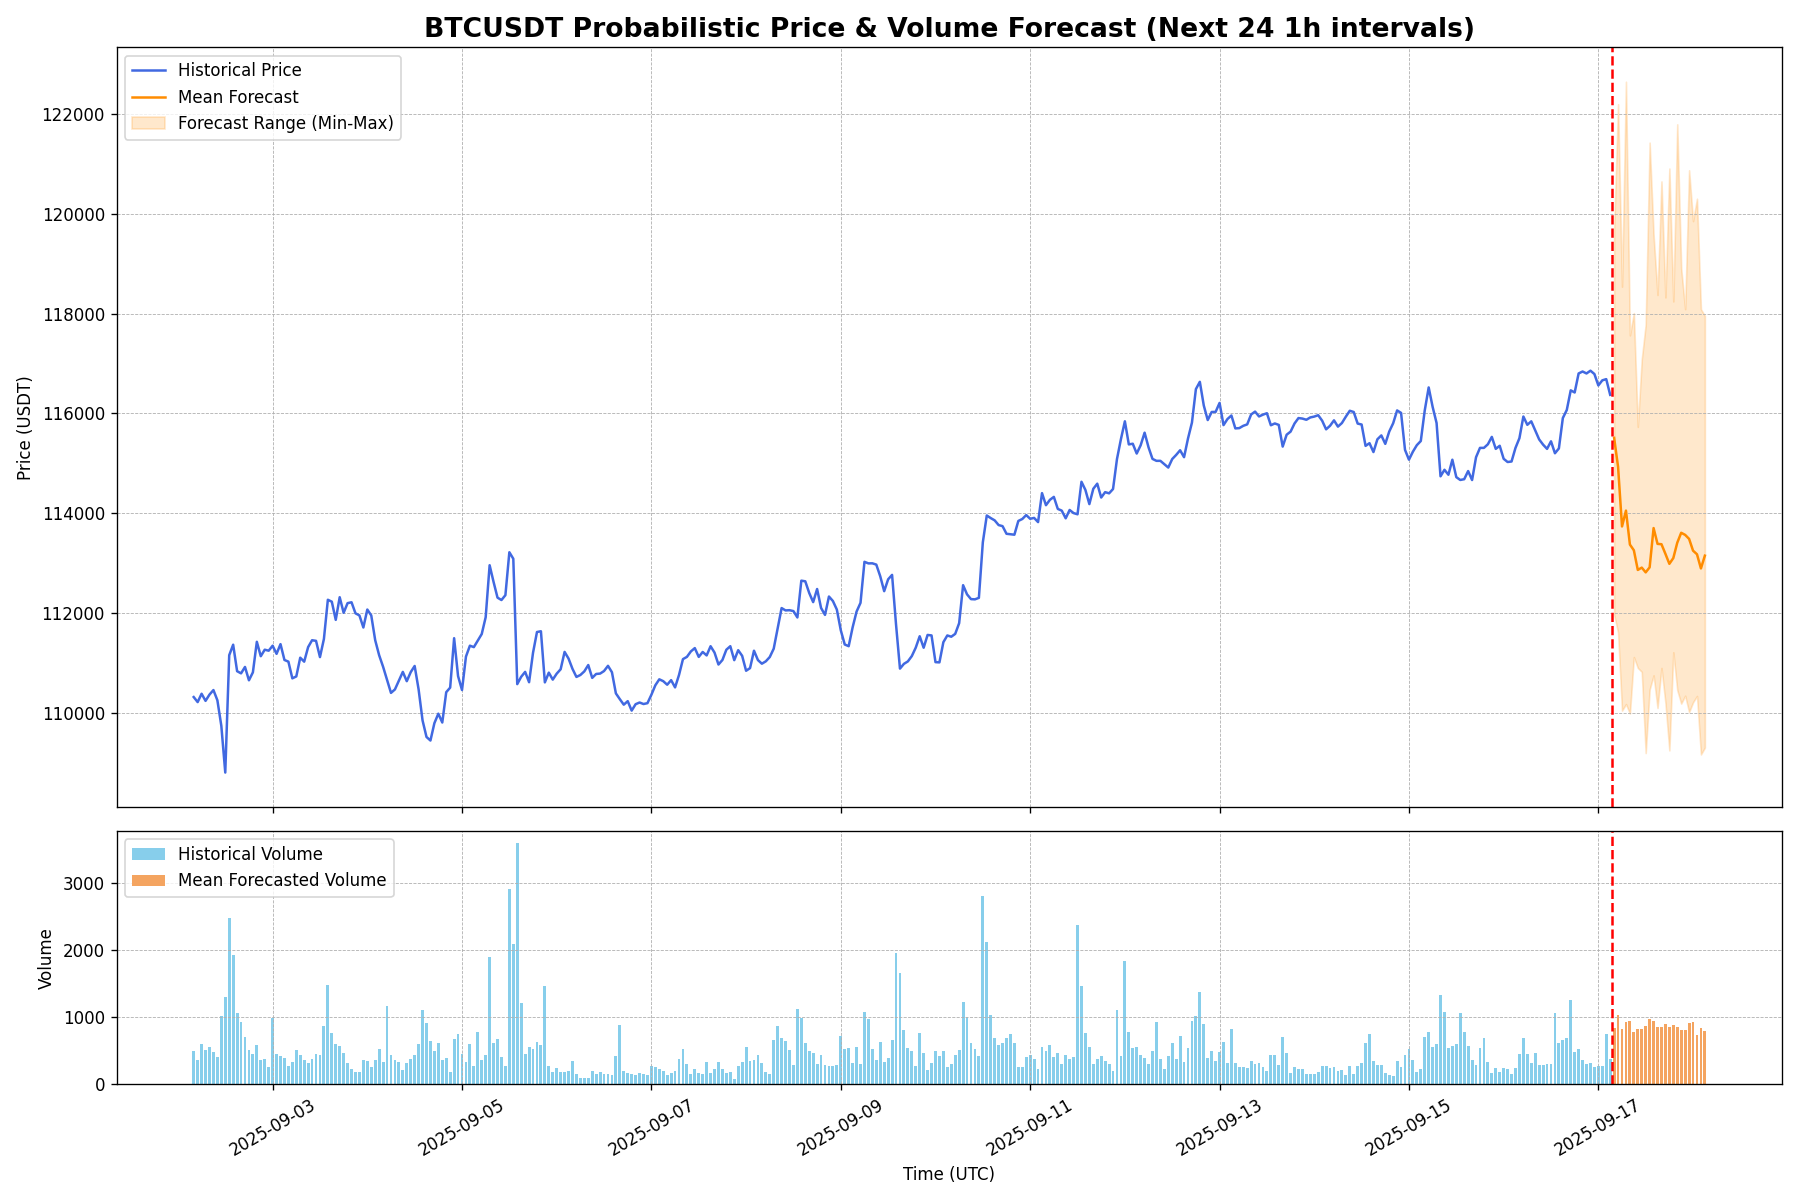 BTCUSDT Probabilistic Price & Volume Forecast (Next 24 1h intervals)
Historical Price
Mean Forecast
Forecast Range (Min-Max)
122000
120000
118000
116000
114000
112000
110000
Price (USDT)
Historical Volume
Mean Forecasted Volume
3000
2000
1000
0
Volume
2025-09-03
2025-09-05
2025-09-07
2025-09-09
2025-09-11
2025-09-13
2025-09-15
2025-09-17
Time (UTC)